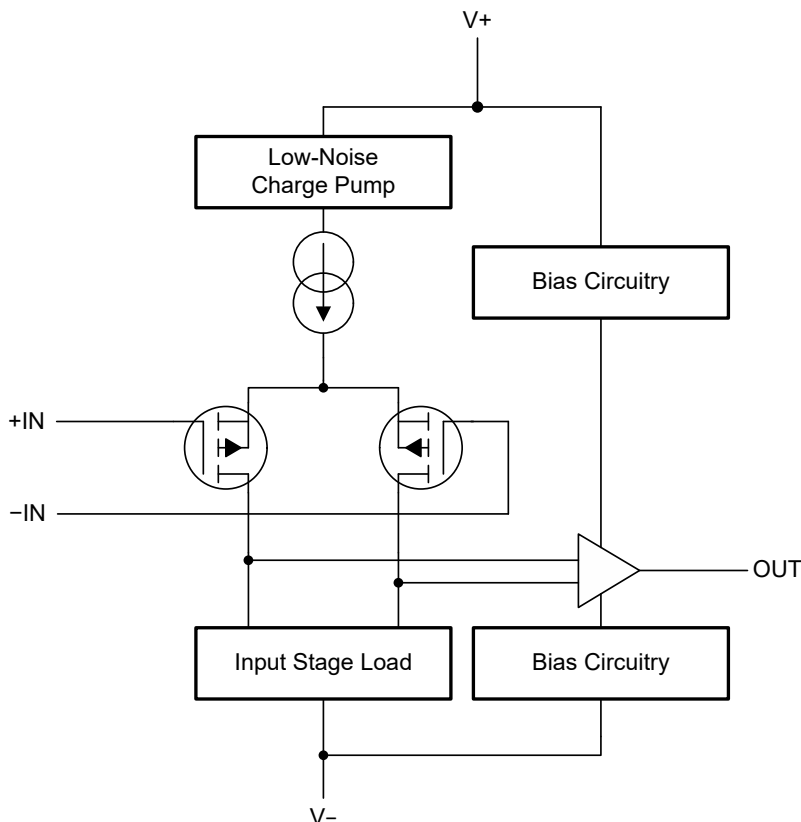 V+
Low-Noise
Charge Pump
Bias Circuitry
+IN
−IN
OUT
Input Stage Load
Bias Circuitry
V−